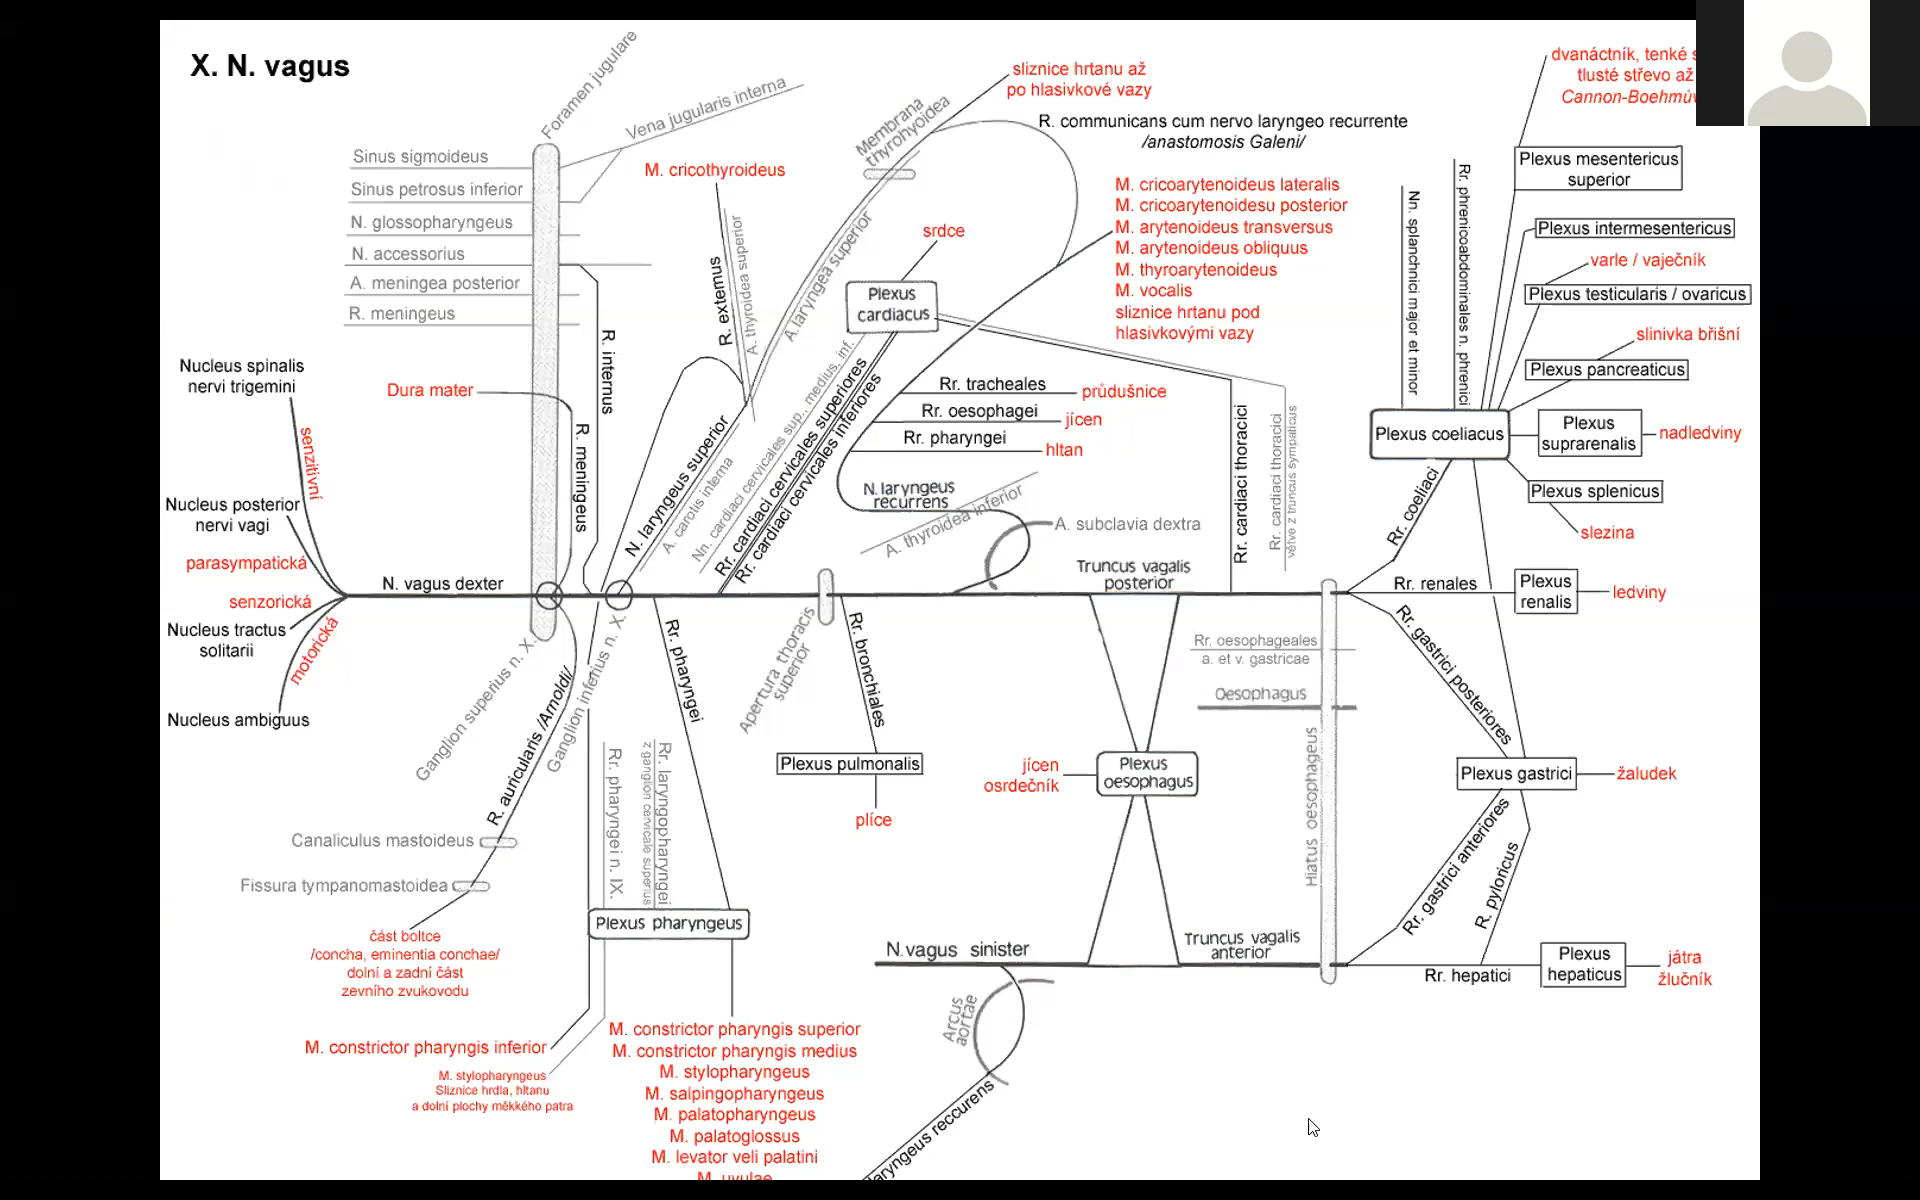 X. N. vagus
Foramen jugulare
Vena jugularis interna
Sinus sigmoideus
Sinus petrosus inferior
N. glossopharyngeus
N. accessorius
A. meningea posterior
R. meningeus
M. cricothyroideus
R. externus
A. thyroidea superior
Membrana
thyrohyoidea
A. laryngea superior
sliznice hrtanu až
po hlasivkové vazy
R. communicans cum nervo laryngeo recurrente
/anastomosis Galeni/
M. cricoarytenoideus lateralis
M. cricoarytenoidesu posterior
M. arytenoideus transversus
M. arytenoideus obliquus
M. thyroarytenoideus
M. vocalis
sliznice hrtanu pod
hlasivkovými vazy
srdce
Plexus
cardiacus
dvanáctník, tenké
tlusté střevo až
Plexus mesentericus
superior
Plexus intermesentericus
varle / vaječník
Plexus testicularis / ovaricus
slinivka břišní
Plexus pancreaticus
Plexus
suprarenalis
nadledviny
Plexus splenicus
slezina
Plexus coeliacus
Nn. splanchnici major et minor
Rr. phrenicoabdominales n. phrenici
Rr. coeliaci
Nucleus spinalis
nervi trigemini
senzitivní
Dura mater
R. internus
R. meningeus
Nucleus posterior
nervi vagi
parasympatická
senzorická
Nucleus tractus
solitarii
motorická
Nucleus ambiguus
N. vagus dexter
N. laryngeus superior
A. carotis interna
Nn. cardiaci cervicales sup., medius, inf.
Rr. cardiaci cervicales superiores
Rr. cardiaci cervicales inferiores
Rr. tracheales
průdušnice
Rr. oesophagei
jícen
Rr. pharyngei
hltan
N. laryngeus
recurrens
A. thyroidea inferior
A. subclavia dextra
Rr. cardiaci thoracici
Rr. cardiaci thoracici
větve z truncus sympaticus
Truncus vagalis
posterior
Rr. renales
Plexus
renalis
ledviny
Rr. gastrici posteriores
Rr. oesophageales
a. et v. gastricae
Oesophagus
Hiatus oesophageus
Ganglion superius n. X.
Ganglion inferius n. X.
R. auricularis /Arnoldi/
Rr. pharyngei
Apertura thoracis
superior
Rr. bronchiales
Plexus pulmonalis
plíce
jícen
osrdečník
Plexus
oesophagus
Plexus gastrici
žaludek
Rr. gastrici anteriores
R. pyloricus
Canaliculus mastoideus
Fissura tympanomastoidea
část boltce
/concha, eminentia conchae/
dolní a zadní část
zevního zvukovodu
Rr. pharyngei n. IX.
Rr. laryngopharyngei
z ganglion cervicale superius
Plexus pharyngeus
N.vagus sinister
Truncus vagalis
anterior
Rr. hepatici
Plexus
hepaticus
játra
žlučník
Arcus
aortae
M. constrictor pharyngis inferior
M. stylopharyngeus
Sliznice hrdla, hltanu
a dolní plochy měkkého patra
M. constrictor pharyngis superior
M. constrictor pharyngis medius
M. stylopharyngeus
M. salpingopharyngeus
M. palatopharyngeus
M. palatoglossus
M. levator veli palatini
M. uvulae
reccurens